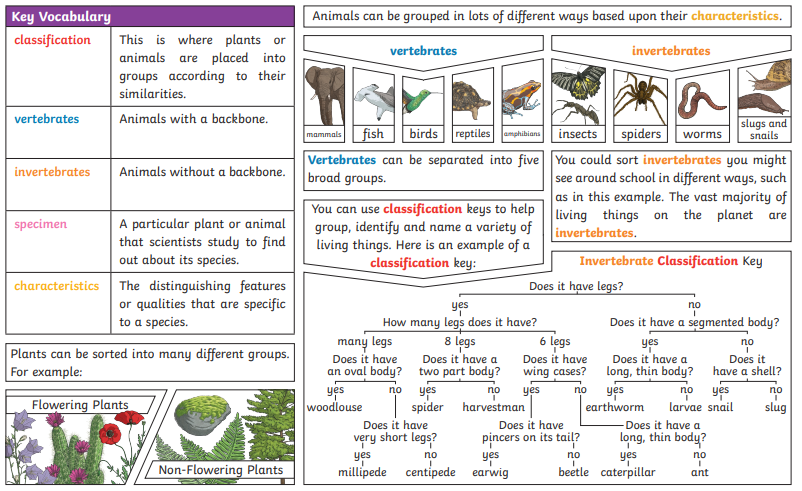 Key Vocabulary
classification
This is where plants or
animals are placed into
groups according to their
similarities.
vertebrates
Animals with a backbone.
invertebrates
Animals without a backbone.
specimen
A particular plant or animal
that scientists study to find
out about its species.
characteristics
The distinguishing features
or qualities that are specific
to a species.
Plants can be sorted into many different groups.
For example:
Flowering Plants
Non-Flowering Plants
Animals can be grouped in lots of different ways based upon their characteristics.
vertebrates
mammals
fish
birds
reptiles
amphibians
Vertebrates can be separated into five
broad groups.
invertebrates
insects
spiders
worms
slugs and
snails
You could sort invertebrates you might
see around school in different ways, such
as in this example. The vast majority of
living things on the planet are
invertebrates.
You can use classification keys to help
group, identify and name a variety of
living things. Here is an example of a
classification key:
Invertebrate Classification Key
Does it have legs?
yes no
How many legs does it have? Does it have a segmented body?
many legs 8 legs 6 legs yes no
Does it have Does it have a Does it have Does it have a Does it
an oval body? two part body? wing cases? long, thin body? have a shell?
yes no yes no yes no yes no yes no
woodlouse spider harvestman earthworm larvae snail slug
Does it have Does it have Does it have a
very short legs? pincers on its tail? long, thin body?
yes no yes no yes no
millipede centipede earwig beetle caterpillar ant